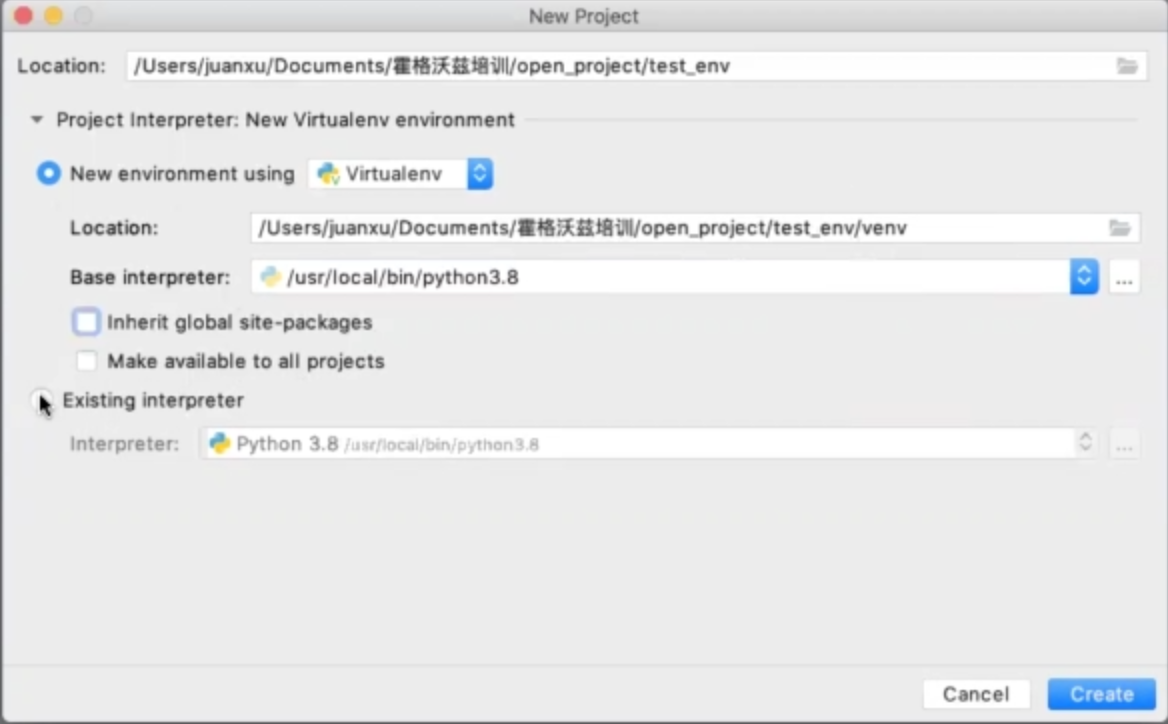 New Project
Location: /Users/juanxu/Documents/霍格沃兹培训/open_project/test_env
Project Interpreter: New Virtualenv environment
New environment using Virtualenv
Location: /Users/juanxu/Documents/霍格沃兹培训/open_project/test_env/venv
Base interpreter: /usr/local/bin/python3.8 ...
Inherit global site-packages
Make available to all projects
Existing interpreter
Interpreter: Python 3.8 /usr/local/bin/python3.8 ...
Cancel Create